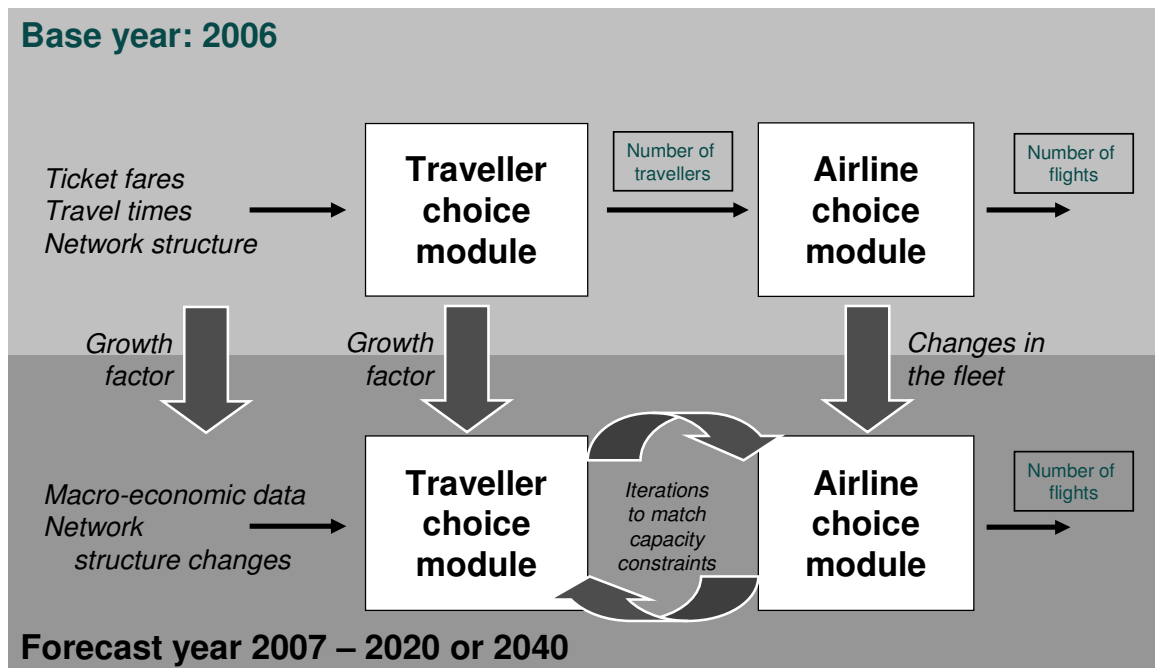 Base year: 2006
Ticket fares
Travel times
Network structure
Traveller
choice
module
Number of
travellers
Airline
choice
module
Number of
flights
Growth
factor
Growth
factor
Changes in
the fleet
Macro-economic data
Network
structure changes
Traveller
choice
module
Iterations
to match
capacity
constraints
Airline
choice
module
Number of
flights
Forecast year 2007 – 2020 or 2040